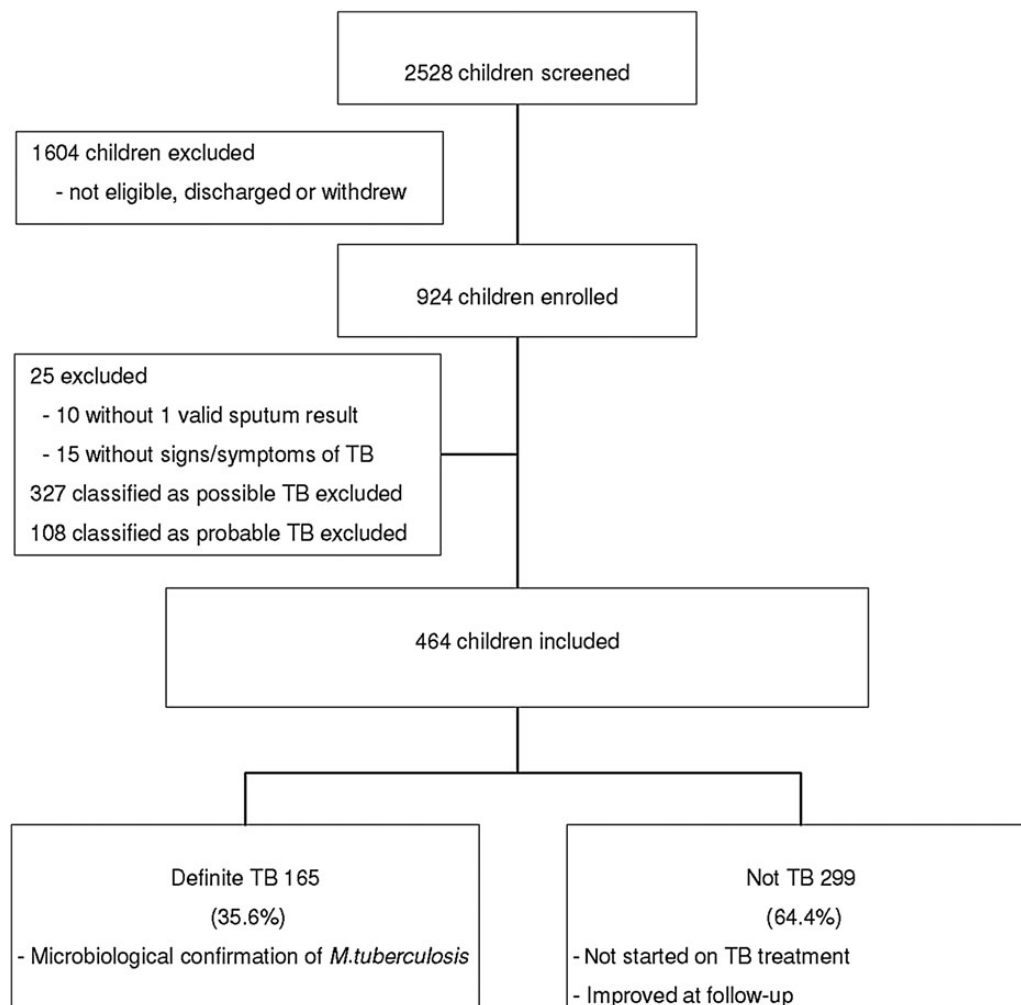 2528 children screened
1604 children excluded
- not eligible, discharged or withdrew
924 children enrolled
25 excluded
- 10 without 1 valid sputum result
- 15 without signs/symptoms of TB
327 classified as possible TB excluded
108 classified as probable TB excluded
464 children included
Definite TB 165
(35.6%)
- Microbiological confirmation of M.tuberculosis
Not TB 299
(64.4%)
- Not started on TB treatment
- Improved at follow-up